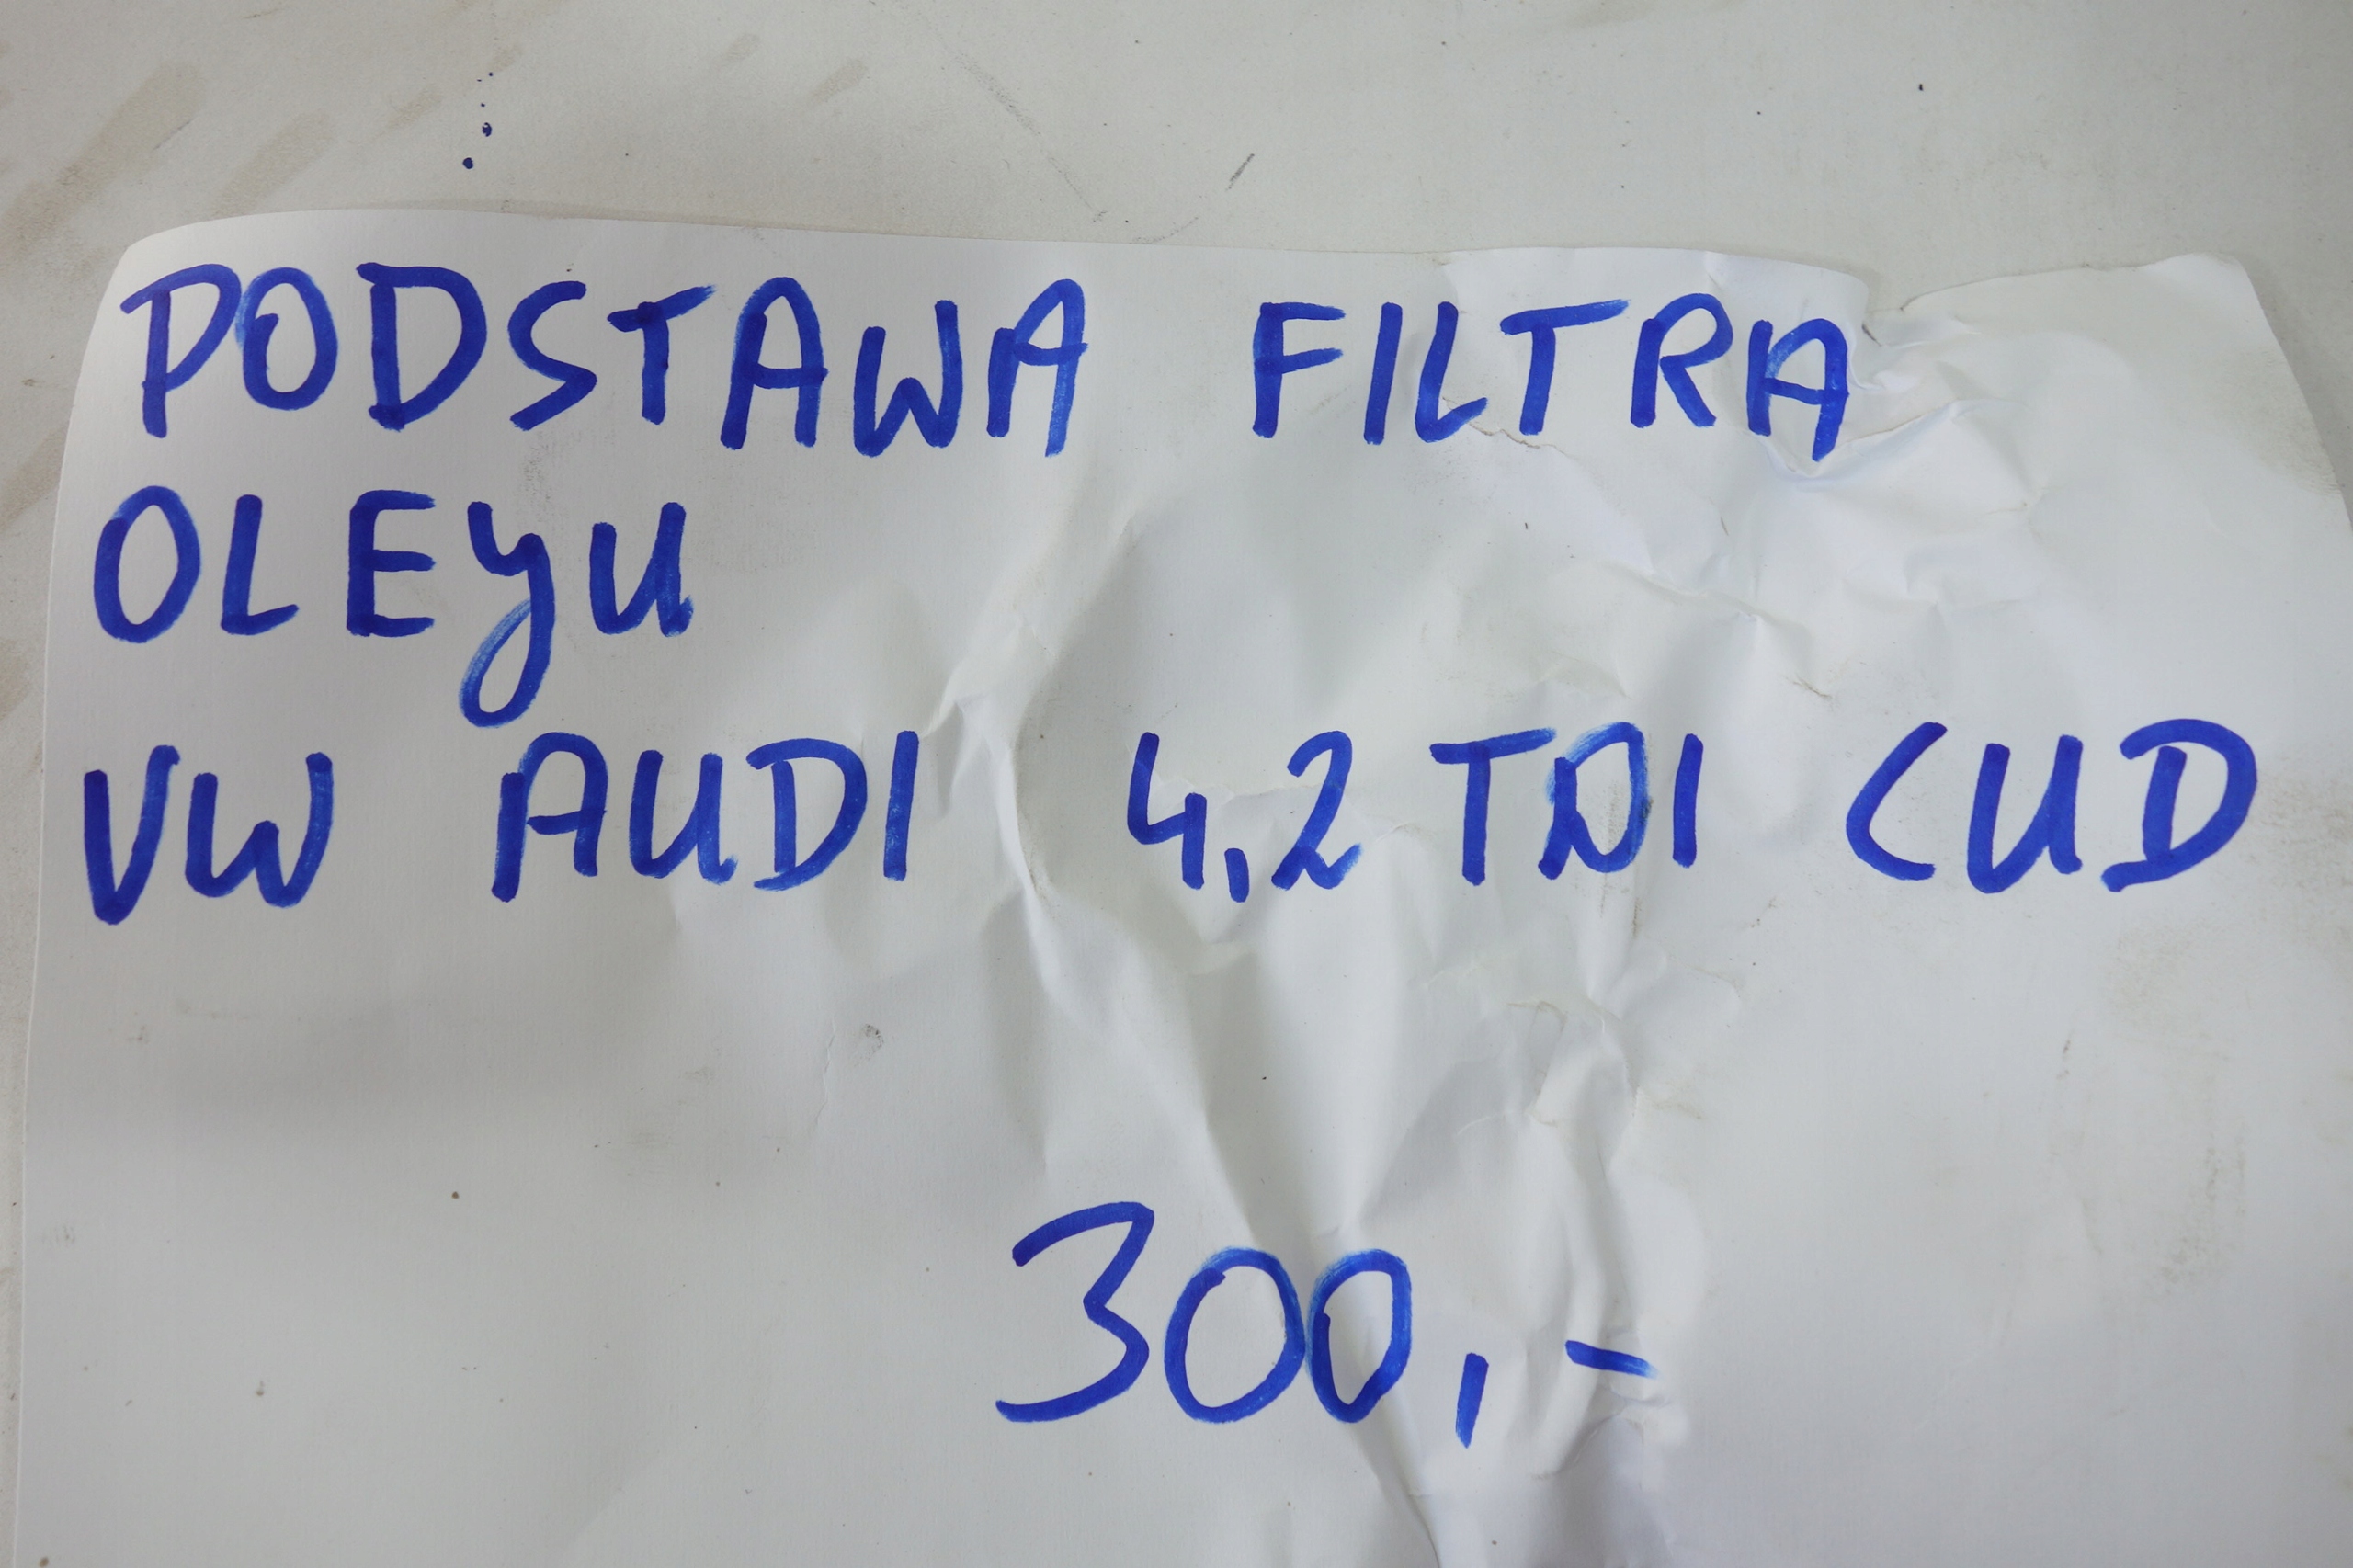 PODSTAWA FILTRA
OLEYU
VW AUDI 4,2 TDI CUD
300,-